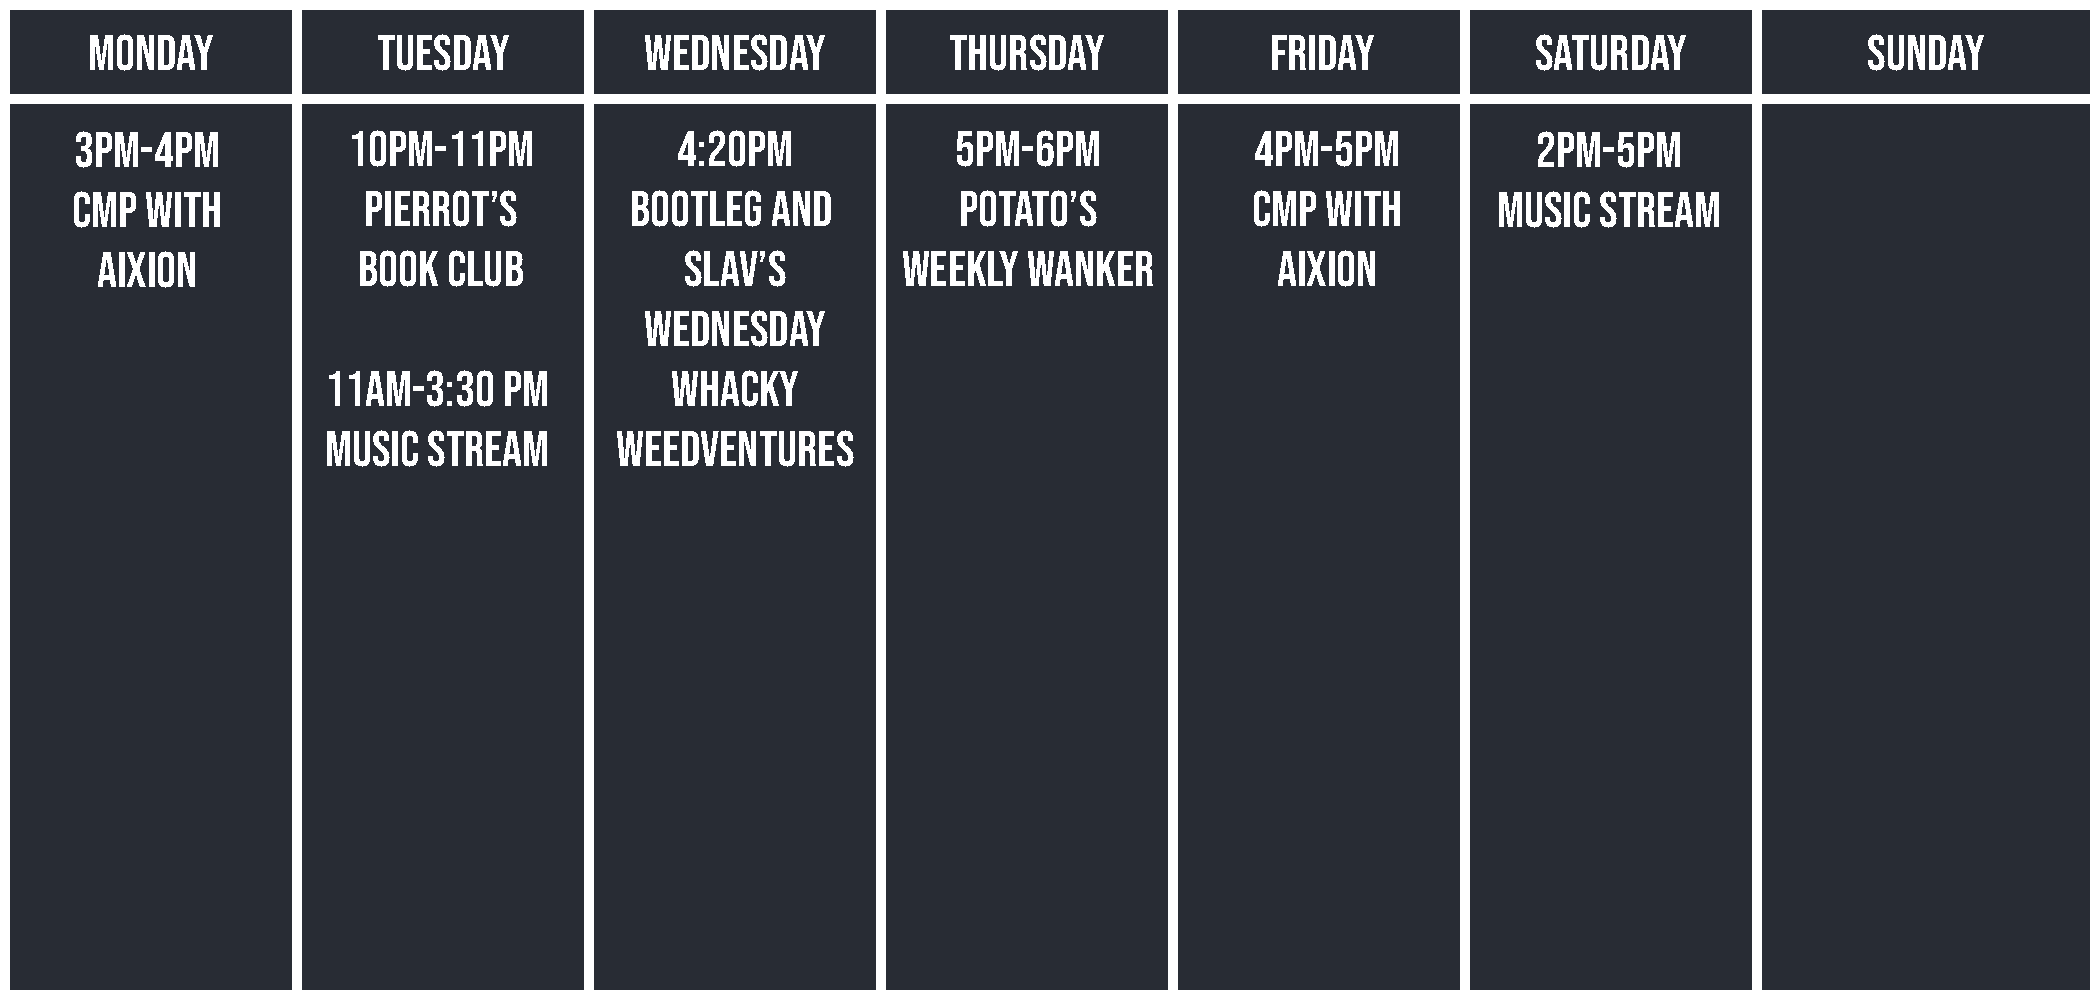 MONDAY
3PM-4PM
CMP WITH
AIXION
TUESDAY
10PM-11PM
PIERROT’S
BOOK CLUB
11AM-3:30 PM
MUSIC STREAM
WEDNESDAY
4:20PM
BOOTLEG AND
SLAV’S
WEDNESDAY
WHACKY
WEEDVENTURES
THURSDAY
5PM-6PM
POTATO’S
WEEKLY WANKER
FRIDAY
4PM-5PM
CMP WITH
AIXION
SATURDAY
2PM-5PM
MUSIC STREAM
SUNDAY